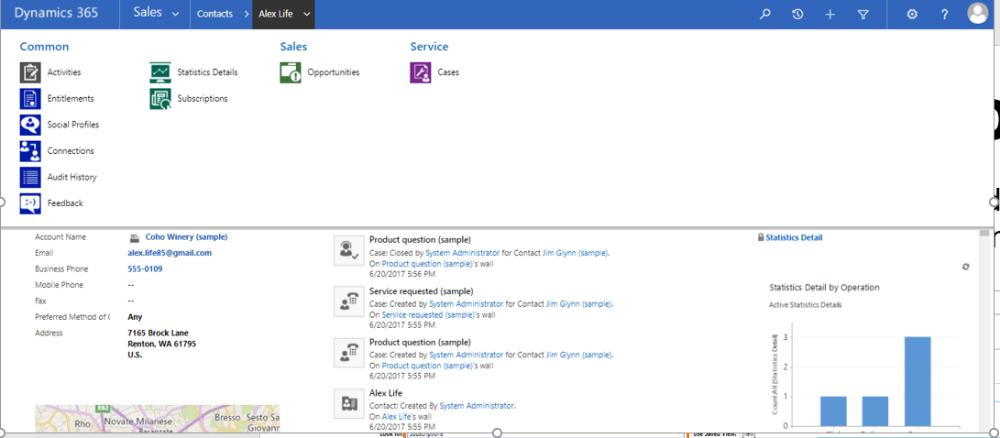 Dynamics 365 Sales Contacts > Alex Life
Common Sales Service
Activities Statistics Details Opportunities Cases
Entitlements Subscriptions
Social Profiles
Connections
Audit History
Feedback
Account Name Coho Winery (sample)
Email alex.life85@gmail.com
Business Phone 555-0109
Mobile Phone --
Fax --
Preferred Method of C Any
Address 7165 Brock Lane
Renton, WA 61795
U.S.
Rho Novate Milanese Bresso Sesto Sa
E62
Giovann
Product question (sample)
Case: Closed by System Administrator for Contact Jim Glynn (sample).
On Product question (sample)'s wall
6/20/2017 5:56 PM
Service requested (sample)
Case: Created by System Administrator for Contact Jim Glynn (sample).
On Service requested (sample)'s wall
6/20/2017 5:55 PM
Product question (sample)
Case: Created by System Administrator for Contact Jim Glynn (sample).
On Product question (sample)'s wall
6/20/2017 5:55 PM
Alex Life
Contact: Created By System Administrator.
On Alex Life's wall
6/20/2017 5:55 PM
Statistics Detail
Statistics Detail by Operation
Active Statistics Details
Count:All (Statistics Detail)
3
2
1
0